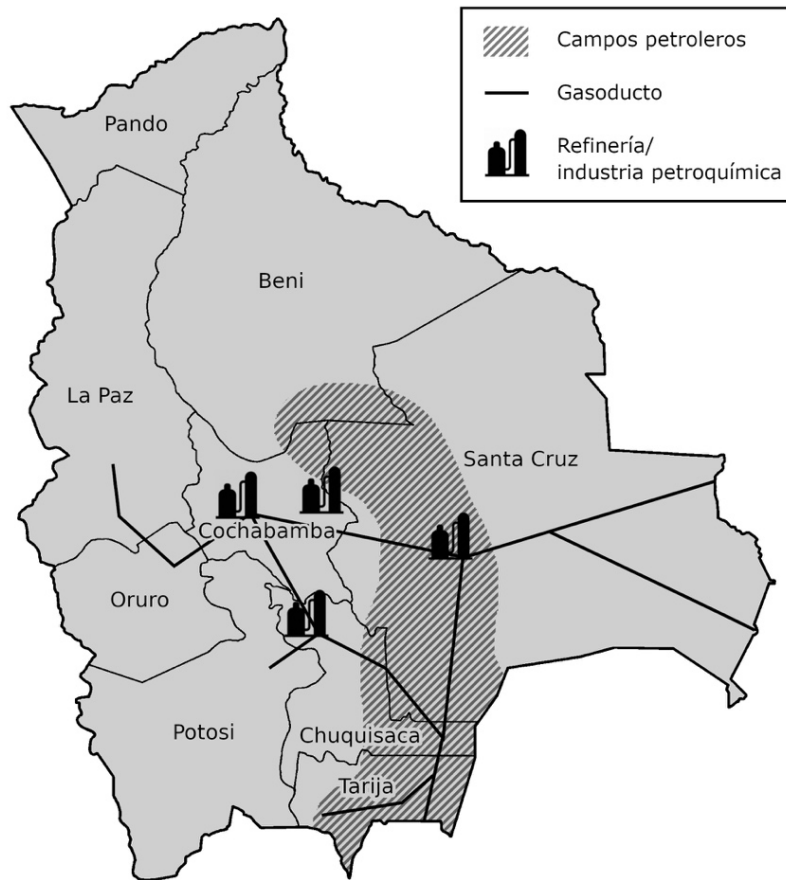 Campos petroleros
Gasoducto
Refinería/
industria petroquímica
Pando
Beni
La Paz
Santa Cruz
Cochabamba
Oruro
Potosi
Chuquisaca
Tarija